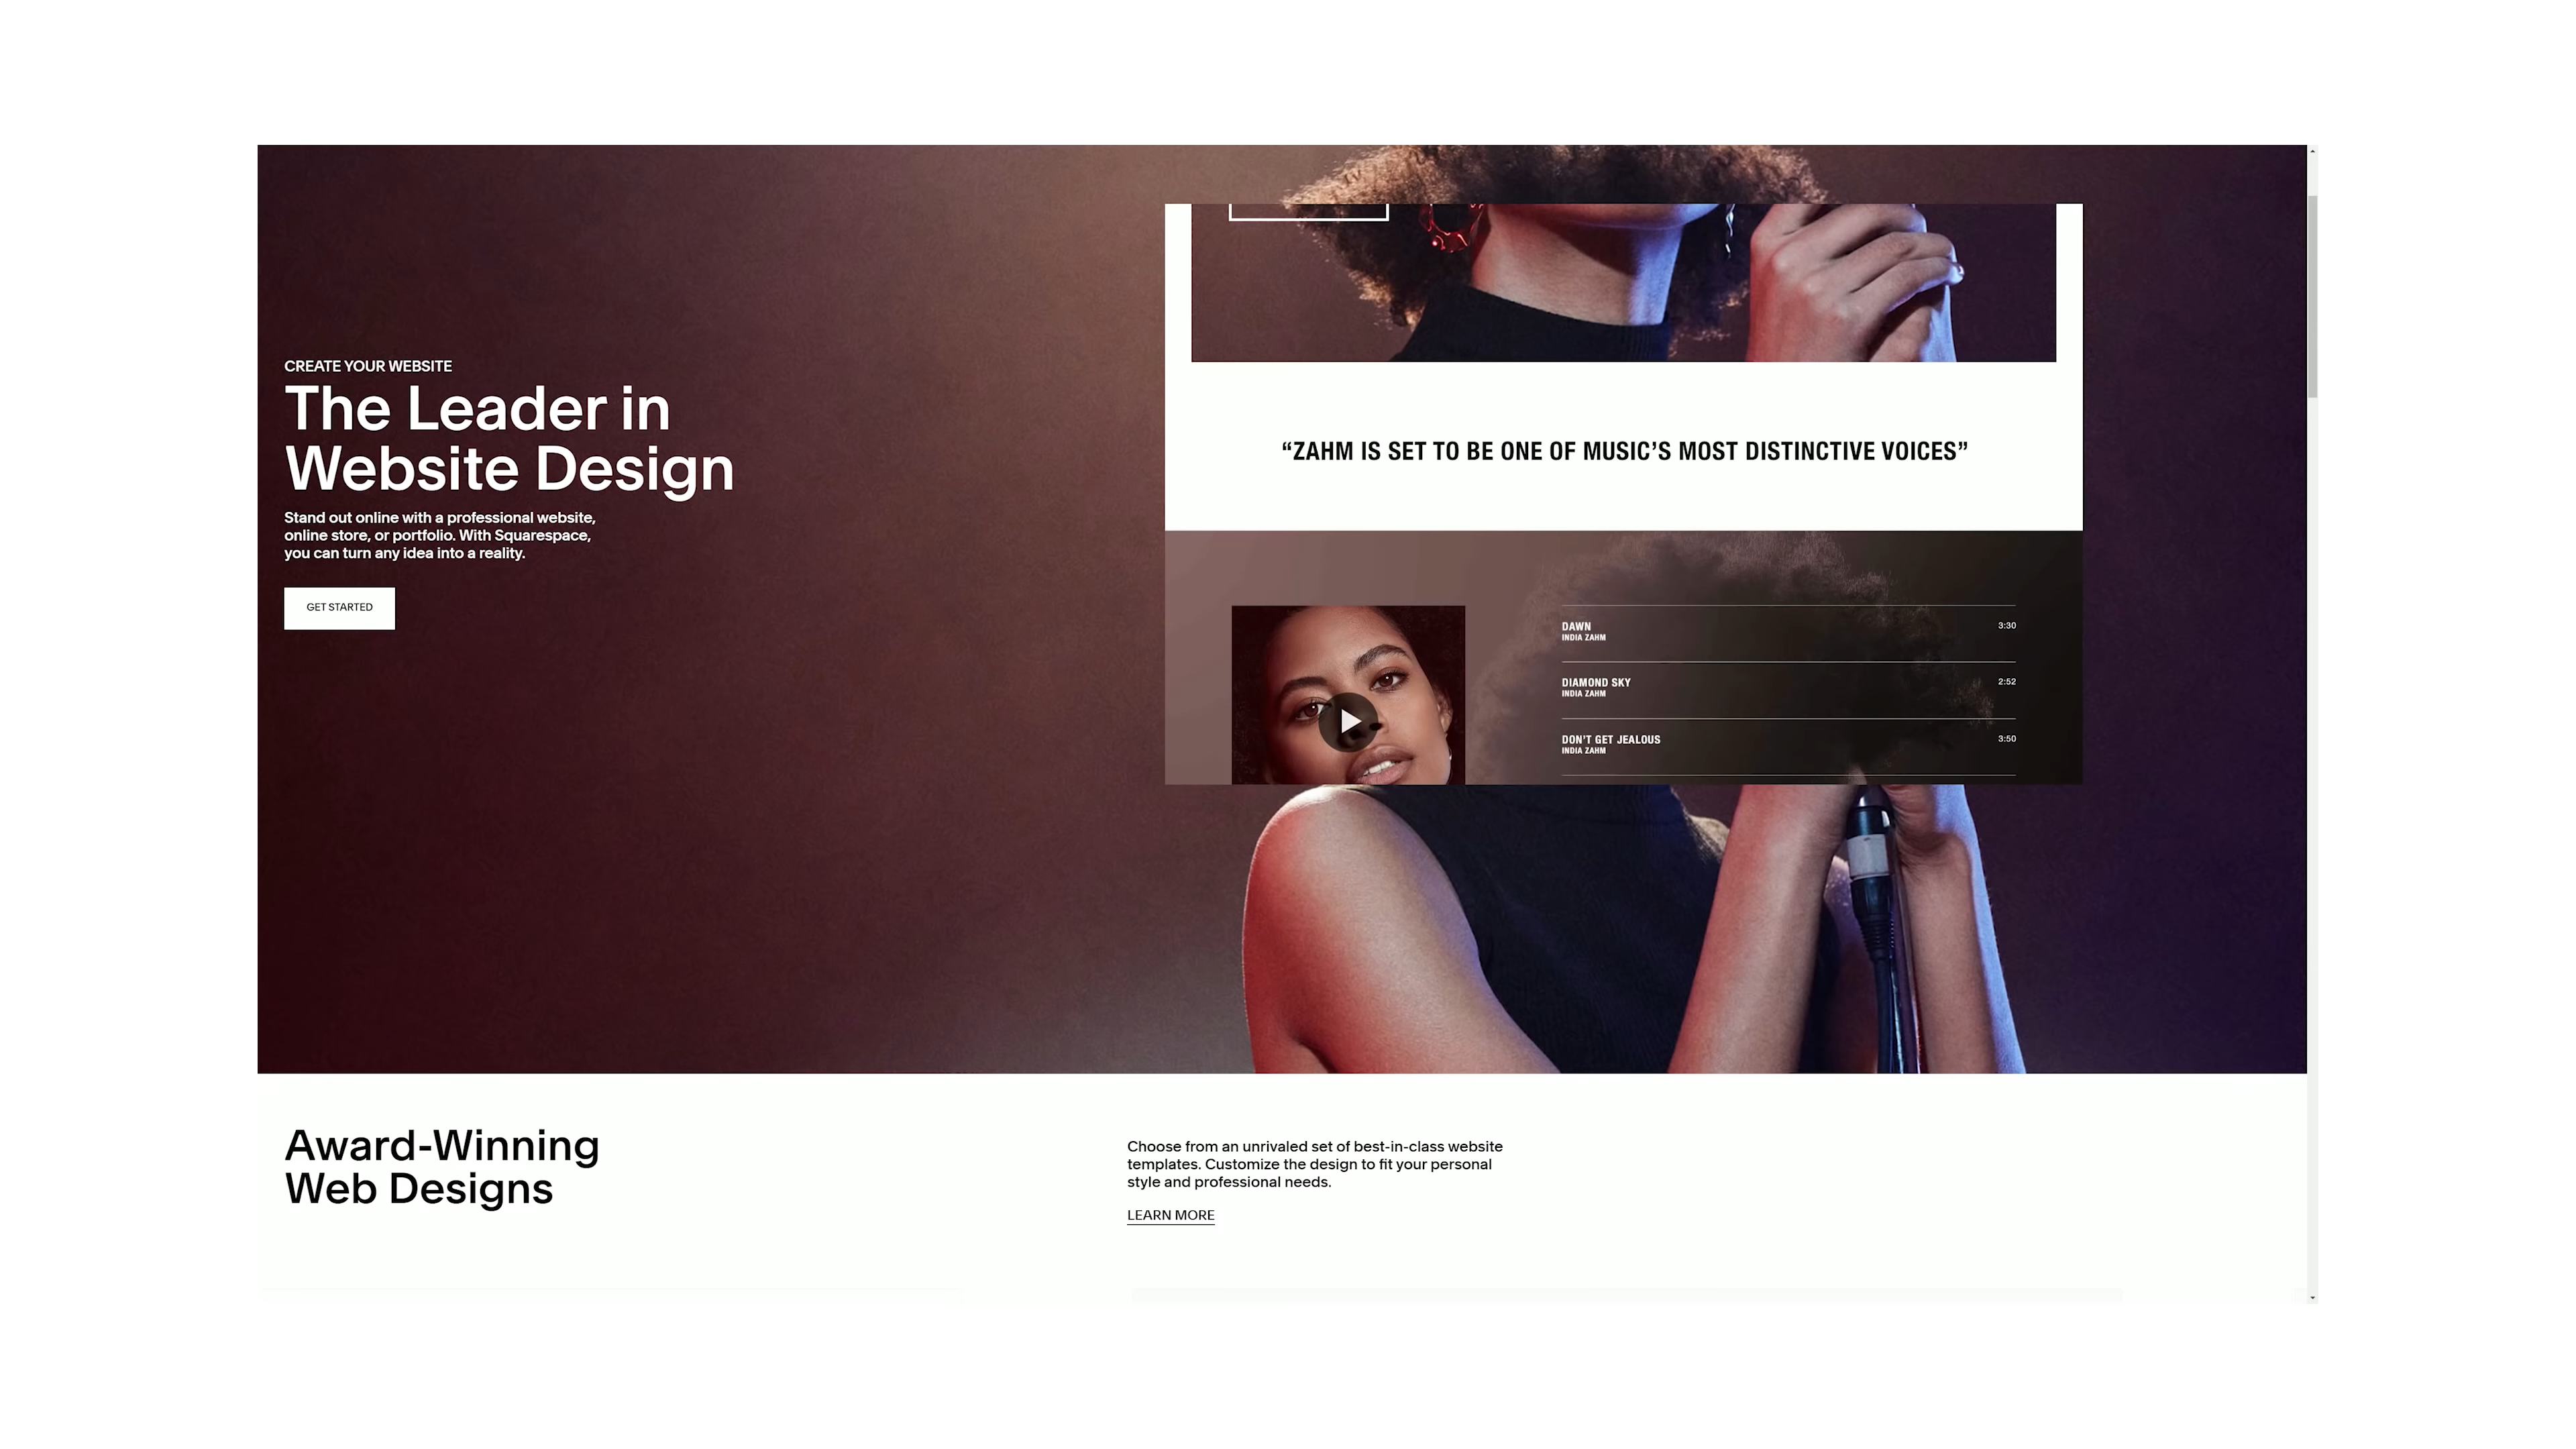 CREATE YOUR WEBSITE
The Leader in
Website Design
Stand out online with a professional website,
online store, or portfolio. With Squarespace,
you can turn any idea into a reality.
GET STARTED
“ZAHM IS SET TO BE ONE OF MUSIC’S MOST DISTINCTIVE VOICES”
DAWN 3:30
INDIA ZAHM
DIAMOND SKY 2:52
INDIA ZAHM
DON’T GET JEALOUS 3:50
INDIA ZAHM
Award-Winning
Web Designs
Choose from an unrivaled set of best-in-class website
templates. Customize the design to fit your personal
style and professional needs.
LEARN MORE